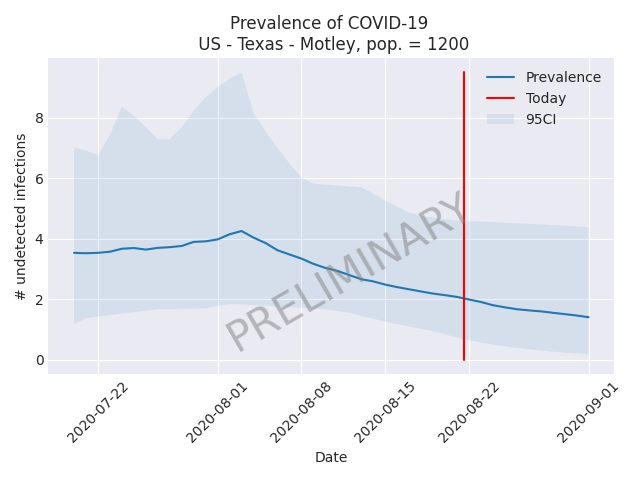 Prevalence of COVID-19
US - Texas - Motley, pop. = 1200
Prevalence
Today
95CI
# undetected infections
8
6
4
2
0
PRELIMINARY
2020-07-22
2020-08-01
2020-08-08
2020-08-15
2020-08-22
2020-09-01
Date